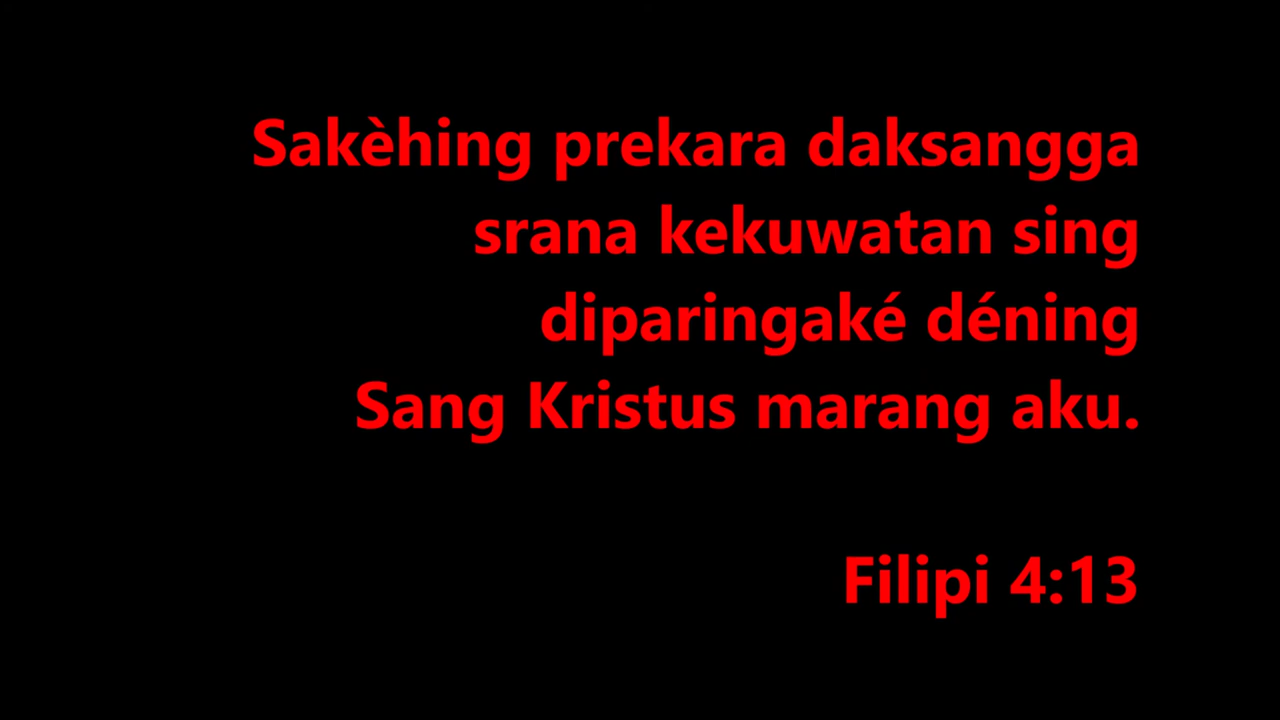 Sakèhing prekara daksangga
srana kekuwatan sing
diparingaké déning
Sang Kristus marang aku.
Filipi 4:13